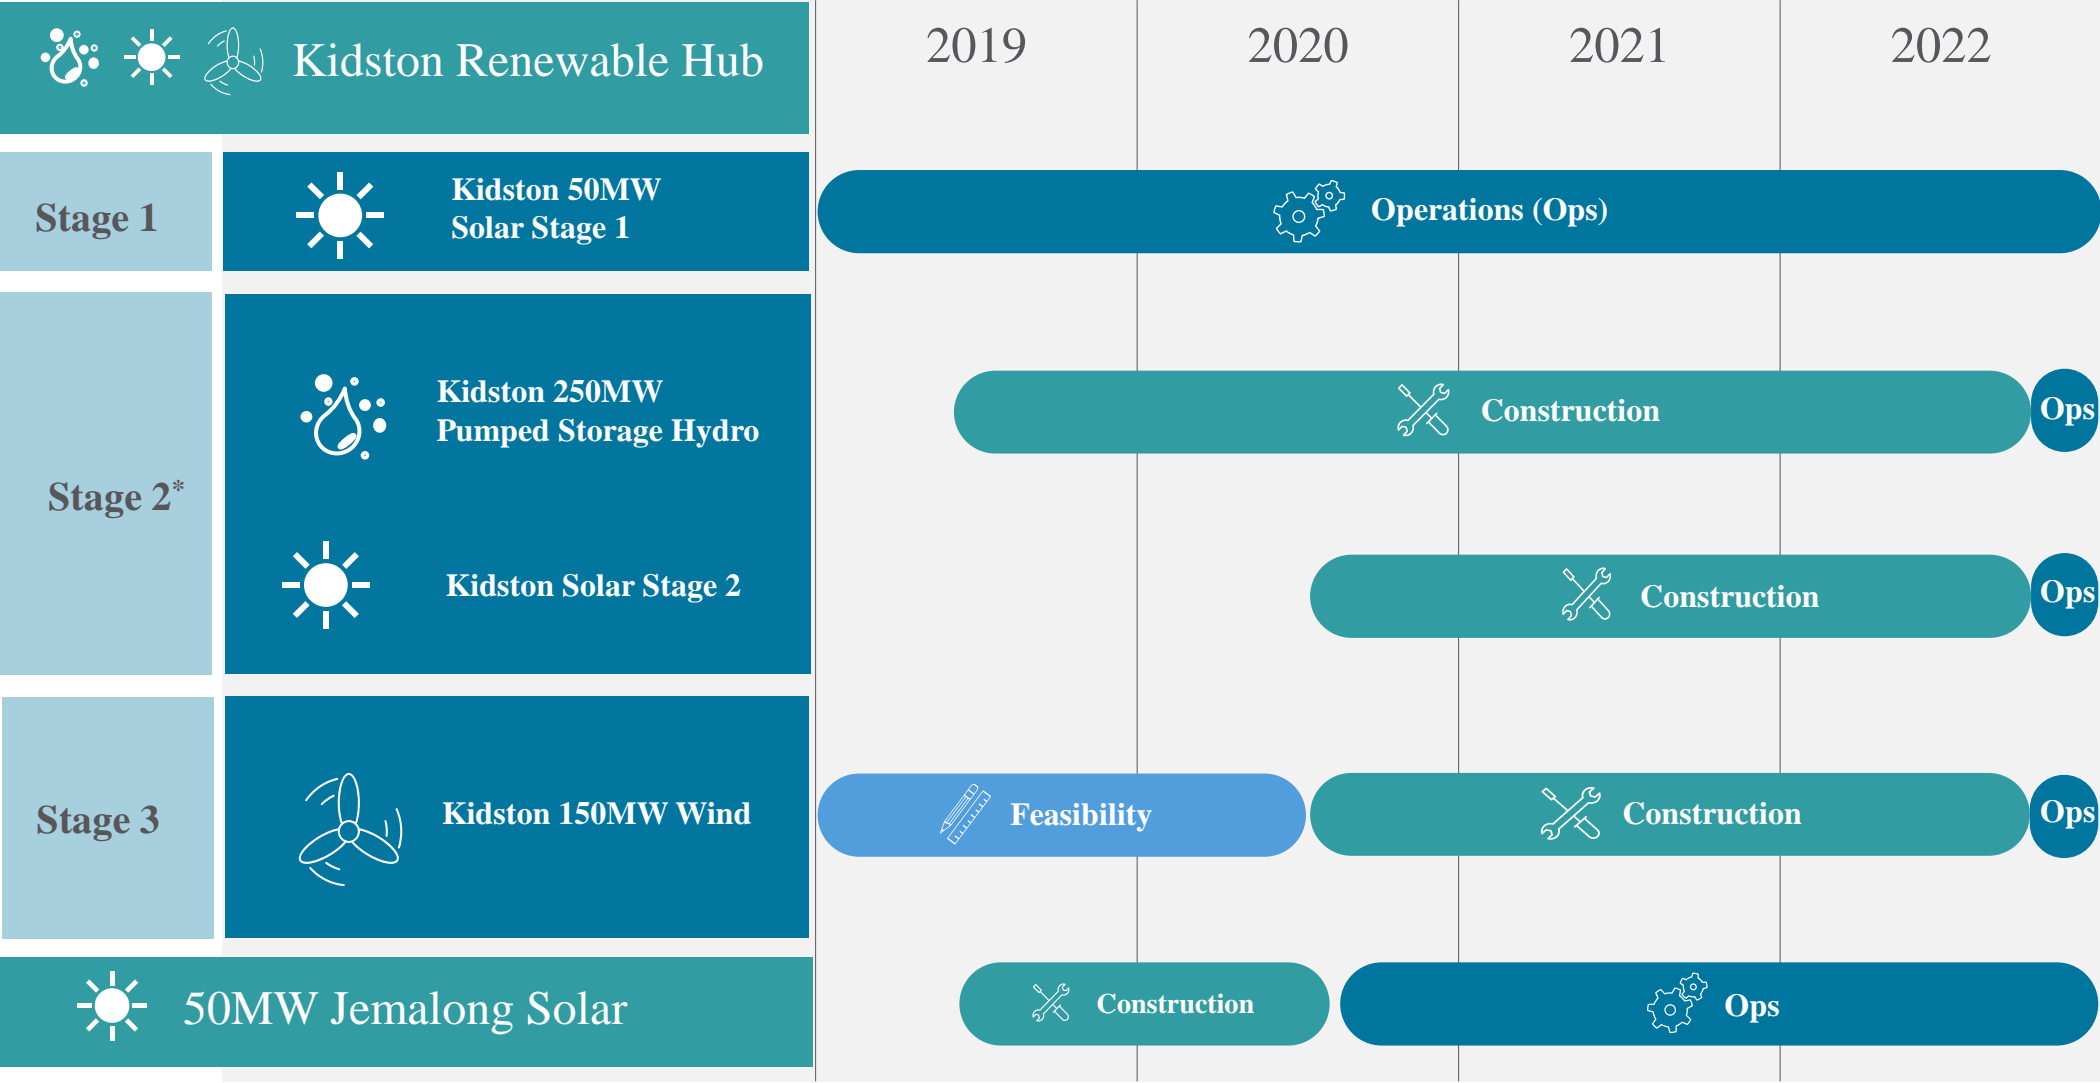 Kidston Renewable Hub
2019 2020 2021 2022
Stage 1
Kidston 50MW
Solar Stage 1
Operations (Ops)
Stage 2*
Kidston 250MW
Pumped Storage Hydro
Construction
Ops
Kidston Solar Stage 2
Construction
Ops
Stage 3
Kidston 150MW Wind
Feasibility
Construction
Ops
50MW Jemalong Solar
Construction
Ops